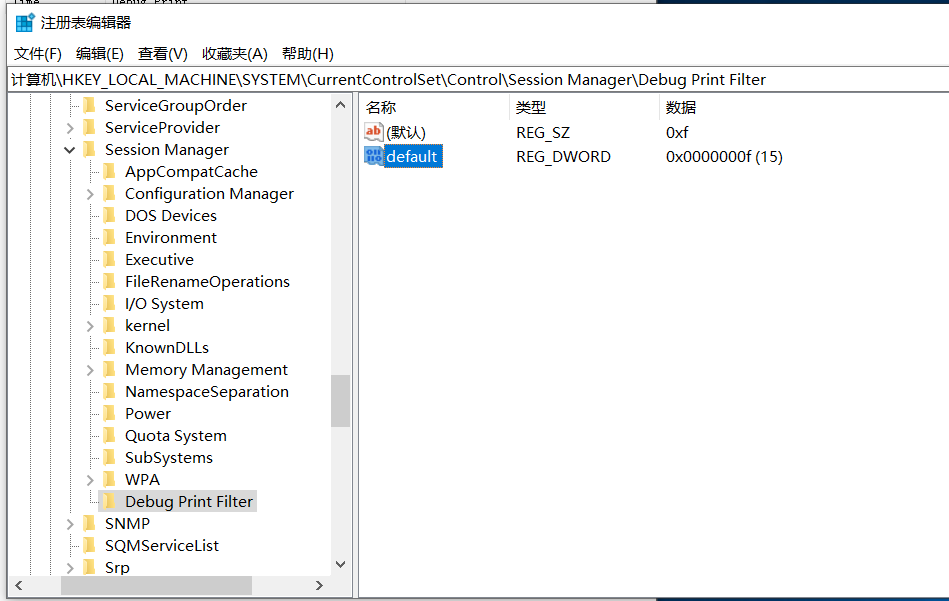 Time Debug Print
注册表编辑器
文件(F) 编辑(E) 查看(V) 收藏夹(A) 帮助(H)
计算机\HKEY_LOCAL_MACHINE\SYSTEM\CurrentControlSet\Control\Session Manager\Debug Print Filter
ServiceGroupOrder
ServiceProvider
Session Manager
AppCompatCache
Configuration Manager
DOS Devices
Environment
Executive
FileRenameOperations
I/O System
kernel
KnownDLLs
Memory Management
NamespaceSeparation
Power
Quota System
SubSystems
WPA
Debug Print Filter
SNMP
SQMServiceList
Srp
名称 类型 数据
(默认) REG_SZ 0xf
default REG_DWORD 0x0000000f (15)